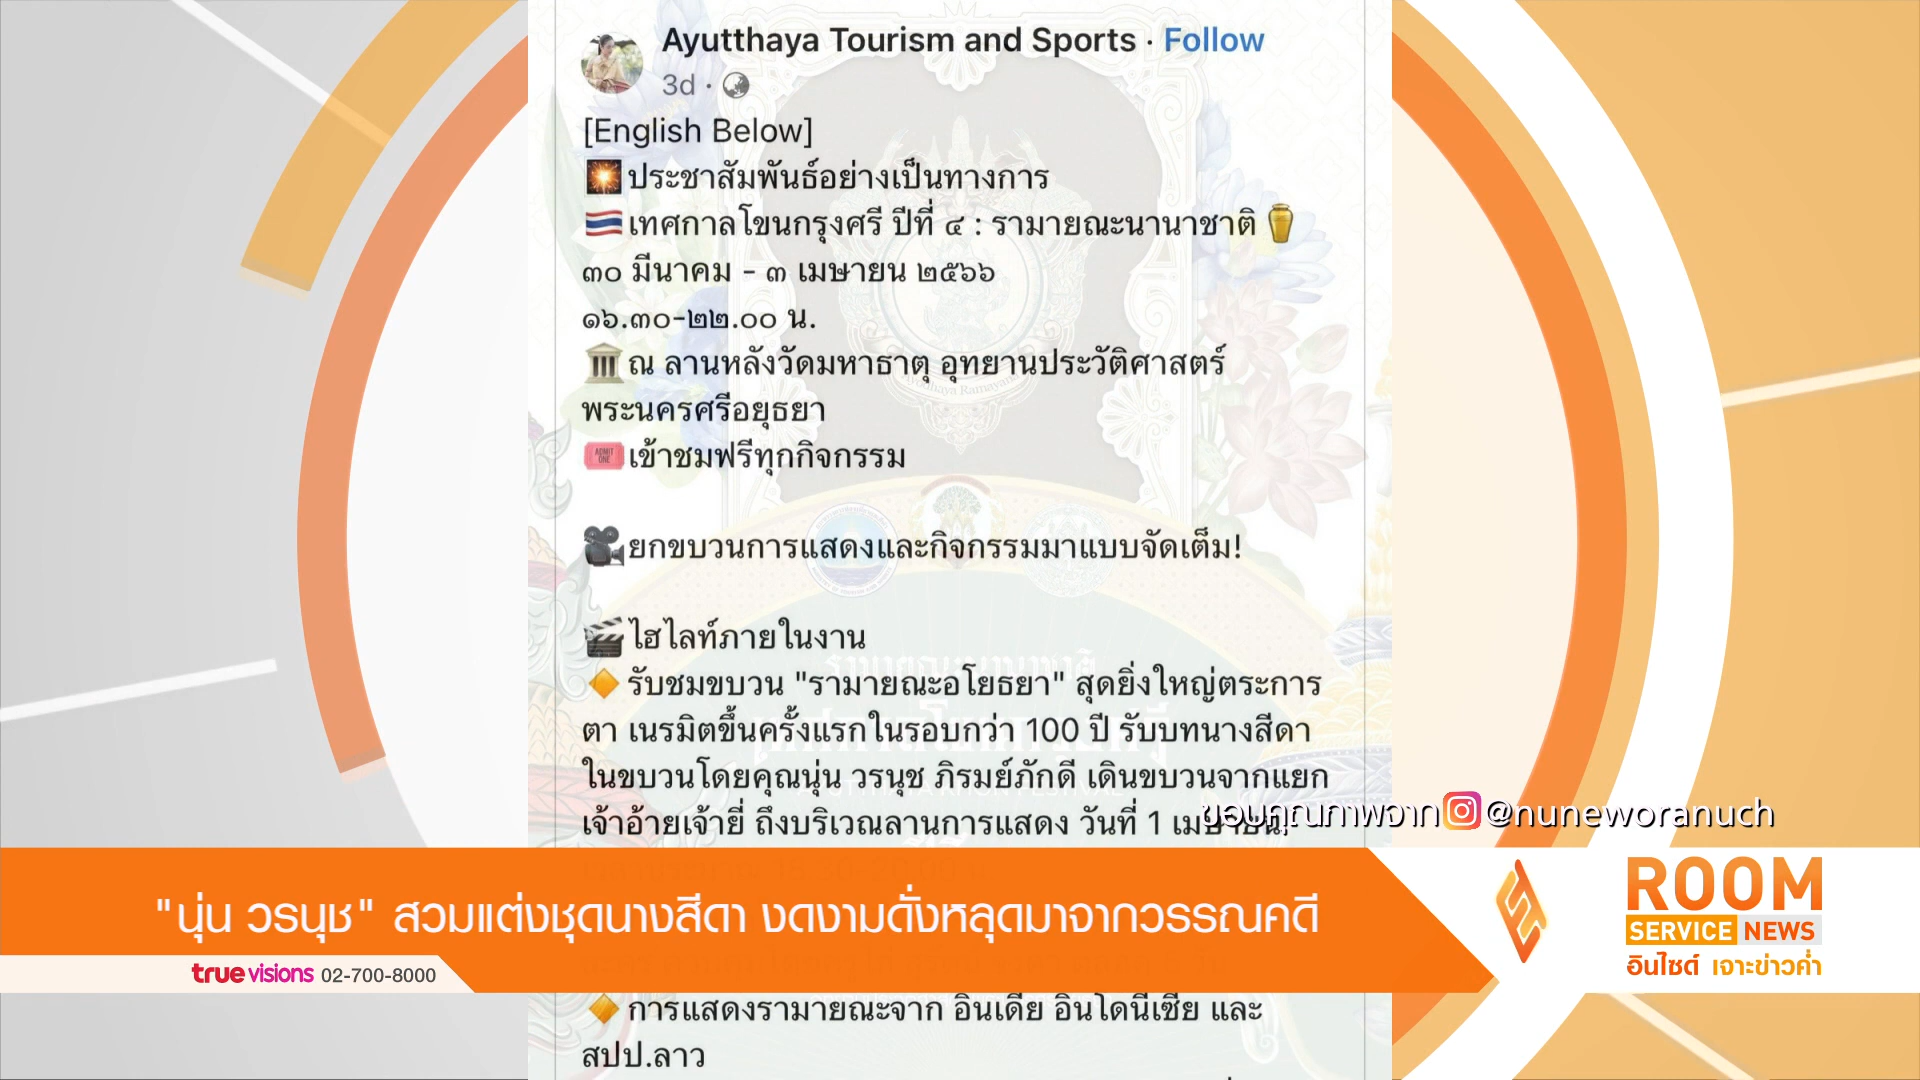 Ayutthaya Tourism and Sports · Follow
3d ·
[English Below]
ประชาสัมพันธ์อย่างเป็นทางการ
เทศกาลโขนกรุงศรี ปีที่ ๔ : รามายณะนานาชาติ
๓๐ มีนาคม - ๓ เมษายน ๒๕๖๖
๑๖.๓๐-๒๒.๐๐ น.
ณ ลานหลังวัดมหาธาตุ อุทยานประวัติศาสตร์
พระนครศรีอยุธยา
ADMIT ONE เข้าชมฟรีทุกกิจกรรม
ยกขบวนการแสดงและกิจกรรมมาแบบจัดเต็ม!
ไฮไลท์ภายในงาน
รับชมขบวน "รามายณะอโยธยา" สุดยิ่งใหญ่ตระการ
ตา เนรมิตขึ้นครั้งแรกในรอบกว่า 100 ปี รับบทนางสีดา
ในขบวนโดยคุณนุ่น วรนุช ภิรมย์ภักดี เดินขบวนจากแยก
เจ้าอ้ายเจ้ายี่ ถึงบริเวณลานการแสดง วันที่ 1 เมษายน
ขอบคุณภาพจาก @nuneworanuch
"นุ่น วรนุช" สวมแต่งชุดนางสีดา งดงามดั่งหลุดมาจากวรรณคดี
truevisions 02-700-8000
ROOM
SERVICE NEWS
อินไซด์ เจาะข่าวค่ำ
การแสดงรามายณะจาก อินเดีย อินโดนีเซีย และ
สปป.ลาว